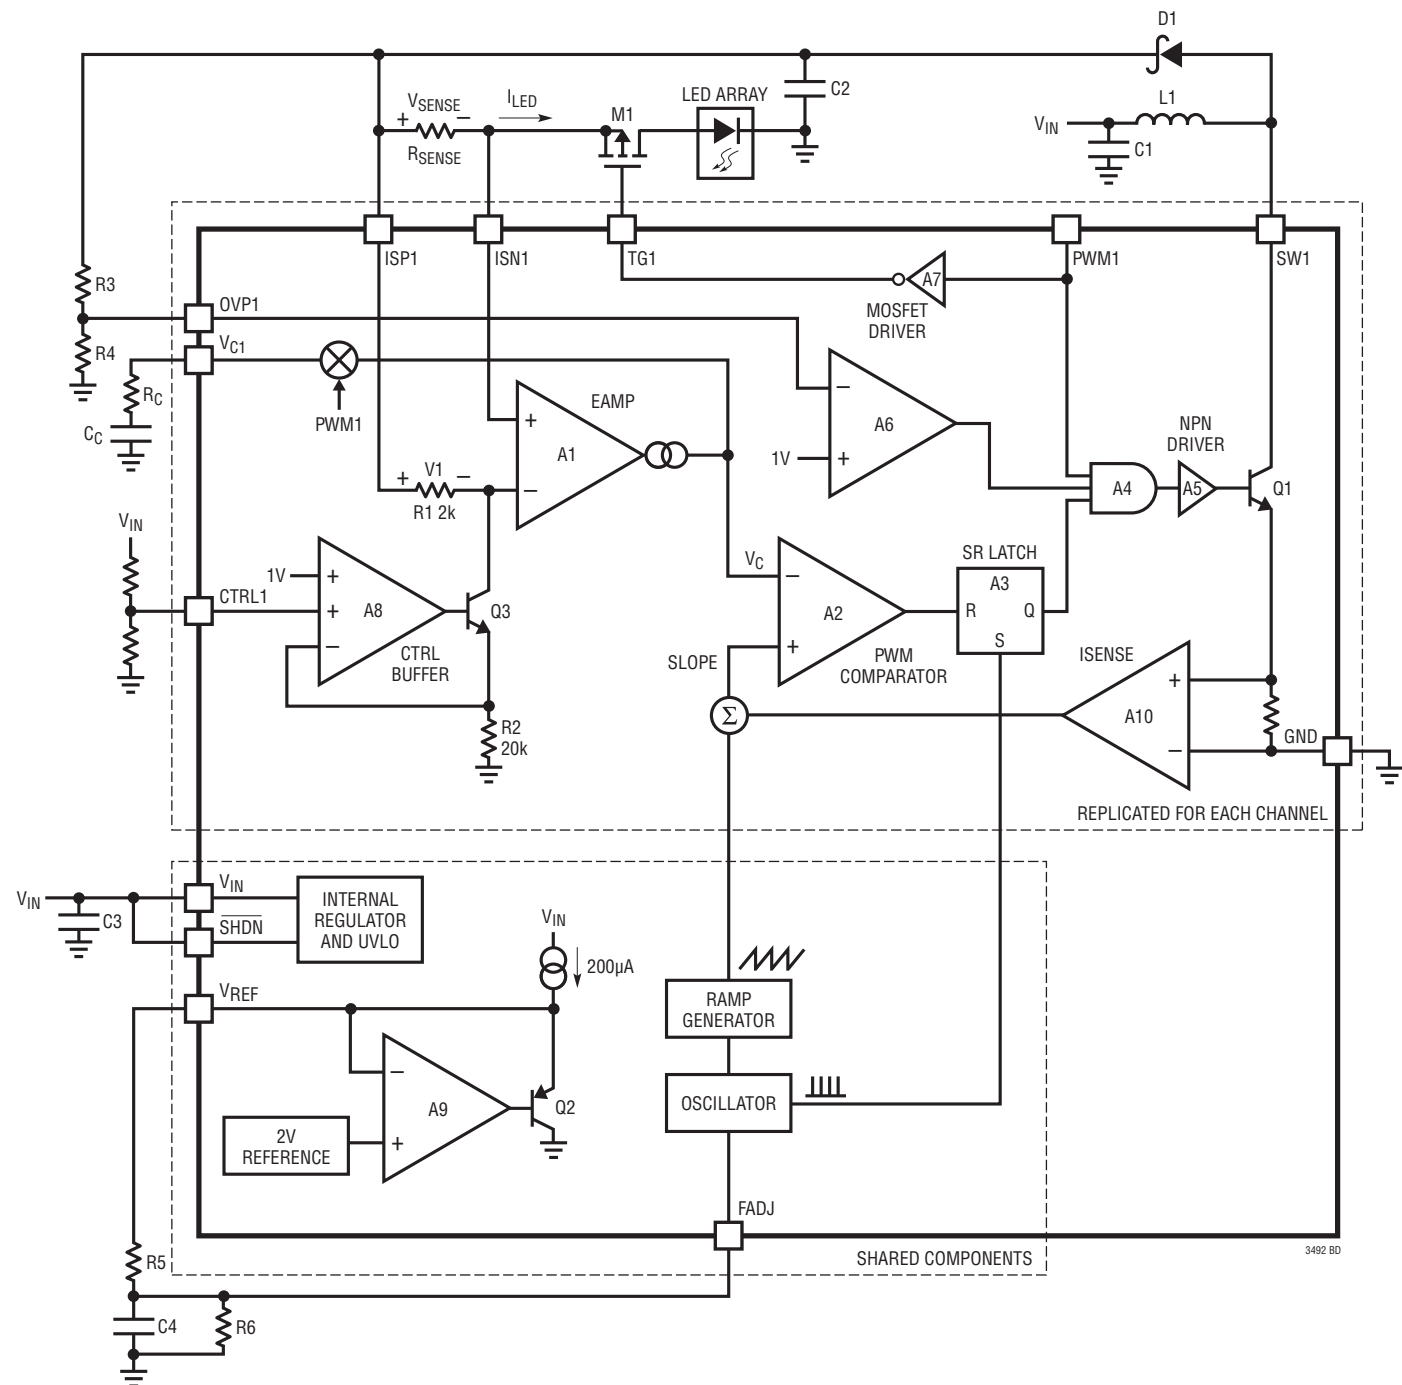 D1
C2
VSENSE
+ −
RSENSE
ILED
M1
LED ARRAY
VIN
L1
C1
ISP1
ISN1
TG1
PWM1
SW1
R3
R4
OVP1
VC1
A7
MOSFET
DRIVER
RC
CC
PWM1
EAMP
+
A1
−
+ V1 −
R1 2k
−
A6
1V
+
NPN
DRIVER
A4
A5
Q1
VIN
1V
+
CTRL1
+
A8
−
Q3
CTRL
BUFFER
R2
20k
VC
−
A2
+
SLOPE
PWM
COMPARATOR
SR LATCH
A3
R
Q
S
Σ
ISENSE
+
A10
−
GND
REPLICATED FOR EACH CHANNEL
VIN
C3
VIN
SHDN
INTERNAL
REGULATOR
AND UVLO
VIN
200µA
VREF
−
A9
+
Q2
2V
REFERENCE
RAMP
GENERATOR
OSCILLATOR
FADJ
SHARED COMPONENTS
3492 BD
R5
C4
R6